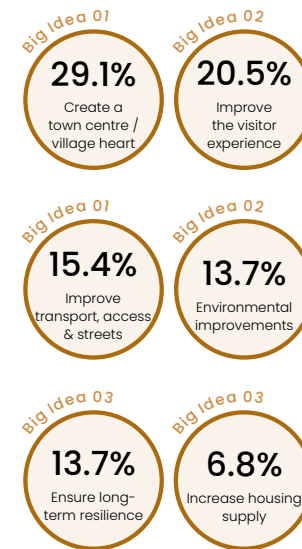 Big Idea 01
29.1%
Create a
town centre /
village heart
Big Idea 02
20.5%
Improve
the visitor
experience
Big Idea 01
15.4%
Improve
transport, access
& streets
Big Idea 02
13.7%
Environmental
improvements
Big Idea 03
13.7%
Ensure long-
term resilience
Big Idea 03
6.8%
Increase housing
supply